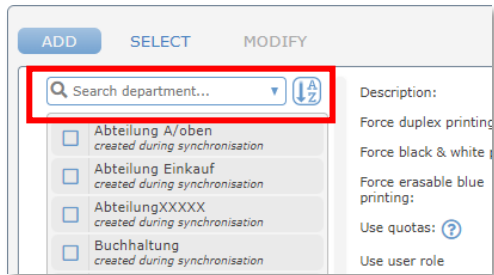 ADD SELECT MODIFY
Search department...
Abteilung A/oben
created during synchronisation
Abteilung Einkauf
created during synchronisation
AbteilungXXXXX
created during synchronisation
Buchhaltung
created during synchronisation
Description:
Force duplex printing
Force black & white
Force erasable blue
printing:
Use quotas: ?
Use user role